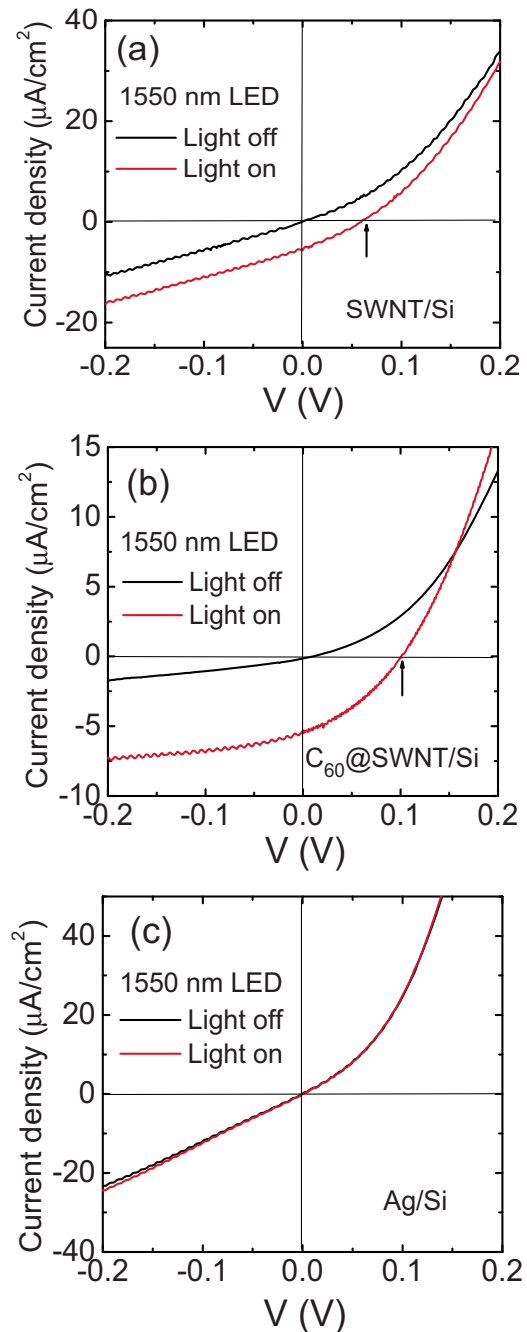 (a)
1550 nm LED
Light off
Light on
SWNT/Si
Current density (μA/cm²)
40
20
0
-20
-0.2 -0.1 0.0 0.1 0.2
V (V)
(b)
1550 nm LED
Light off
Light on
C₆₀@SWNT/Si
Current density (μA/cm²)
15
10
5
0
-5
-10
-0.2 -0.1 0.0 0.1 0.2
V (V)
(c)
1550 nm LED
Light off
Light on
Ag/Si
Current density (μA/cm²)
40
20
0
-20
-40
-0.2 -0.1 0.0 0.1 0.2
V (V)